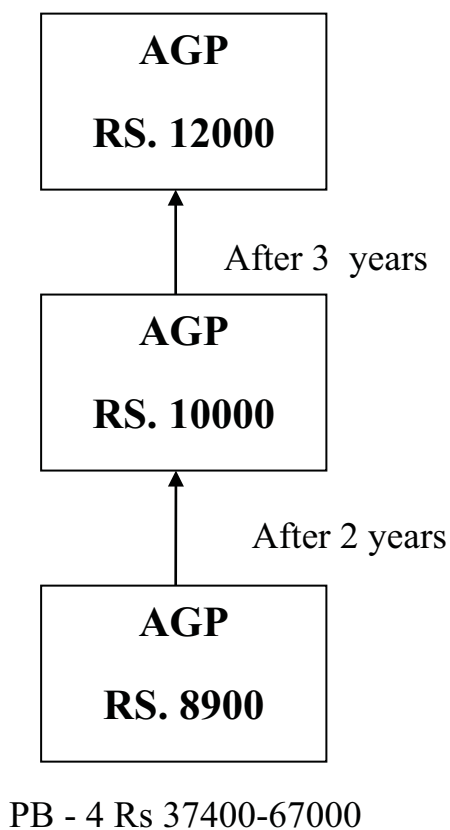 AGP
RS. 12000
After 3 years
AGP
RS. 10000
After 2 years
AGP
RS. 8900
PB - 4 Rs 37400-67000